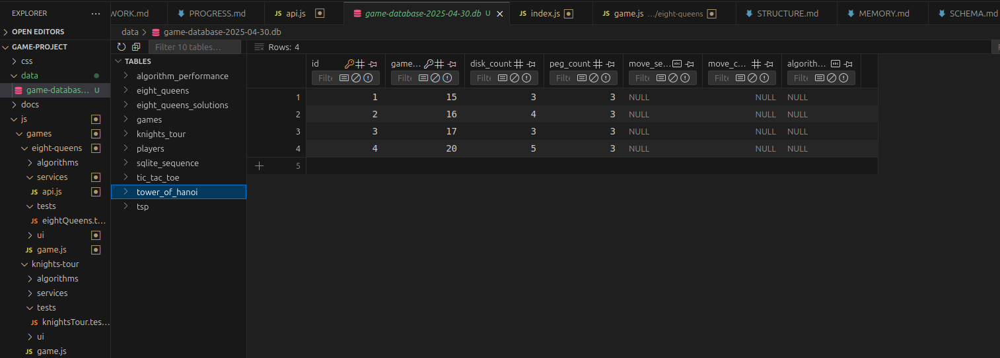 EXPLORER ...
WORK.md
PROGRESS.md
JS api.js
game-database-2025-04-30.db U
JS index.js
JS game.js .../eight-queens
STRUCTURE.md
MEMORY.md
SCHEMA.md
OPEN EDITORS
GAME-PROJECT
css
data
game-databas... U
docs
js
games
eight-queens
algorithms
services
JS api.js
tests
JS eightQueens.t...
ui
JS game.js
knights-tour
algorithms
services
tests
JS knightsTour.tes...
ui
JS game.js
data > game-database-2025-04-30.db
Filter 10 tables...
TABLES
algorithm_performance
eight_queens
eight_queens_solutions
games
knights_tour
players
sqlite_sequence
tic_tac_toe
tower_of_hanoi
tsp
Rows: 4
id game... disk_count peg_count move_se... move_c... algorith...
Filte Filte Filte Filte Filte Filte Filte
1 1 15 3 3 NULL NULL NULL
2 2 16 4 3 NULL NULL NULL
3 3 17 3 3 NULL NULL NULL
4 4 20 5 3 NULL NULL NULL
5